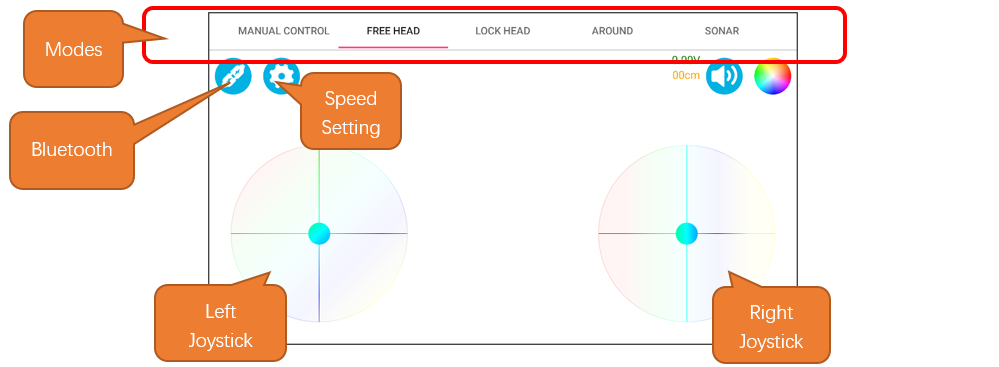 Modes
MANUAL CONTROL
FREE HEAD
LOCK HEAD
AROUND
SONAR
0.00V
00cm
Speed
Setting
Bluetooth
Left
Joystick
Right
Joystick